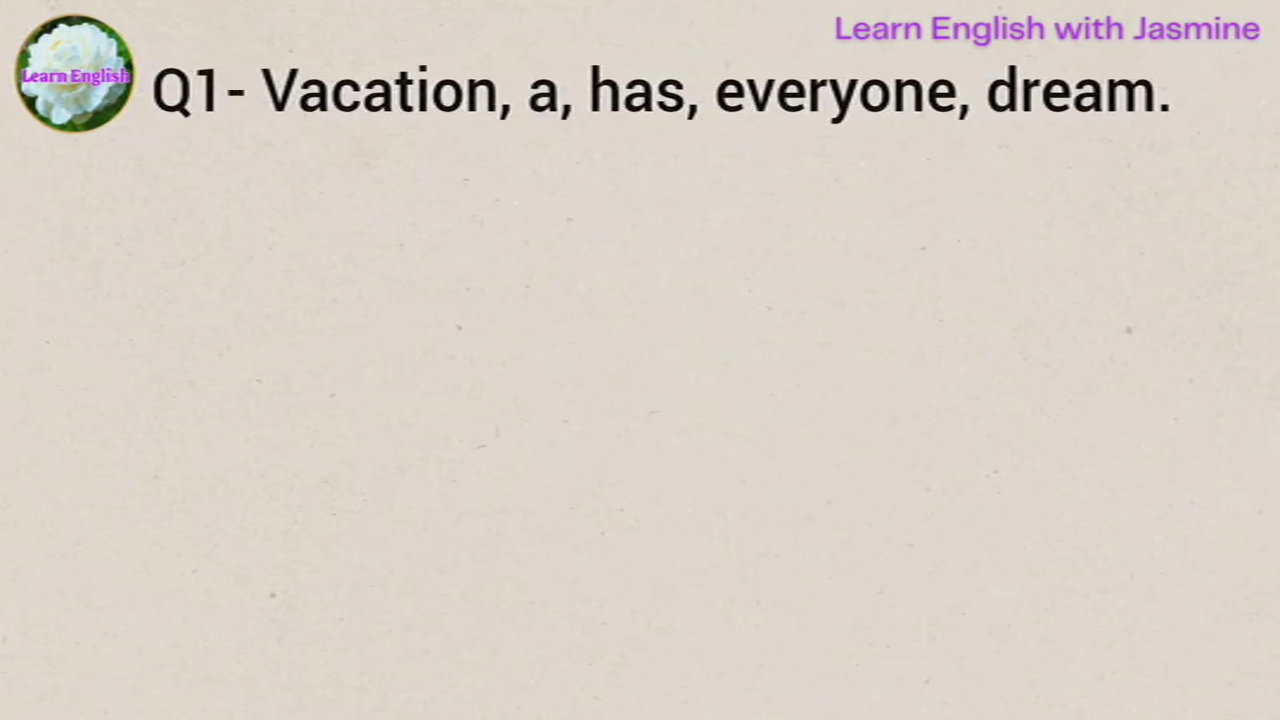 Learn English with Jasmine
Learn English
Q1- Vacation, a, has, everyone, dream.